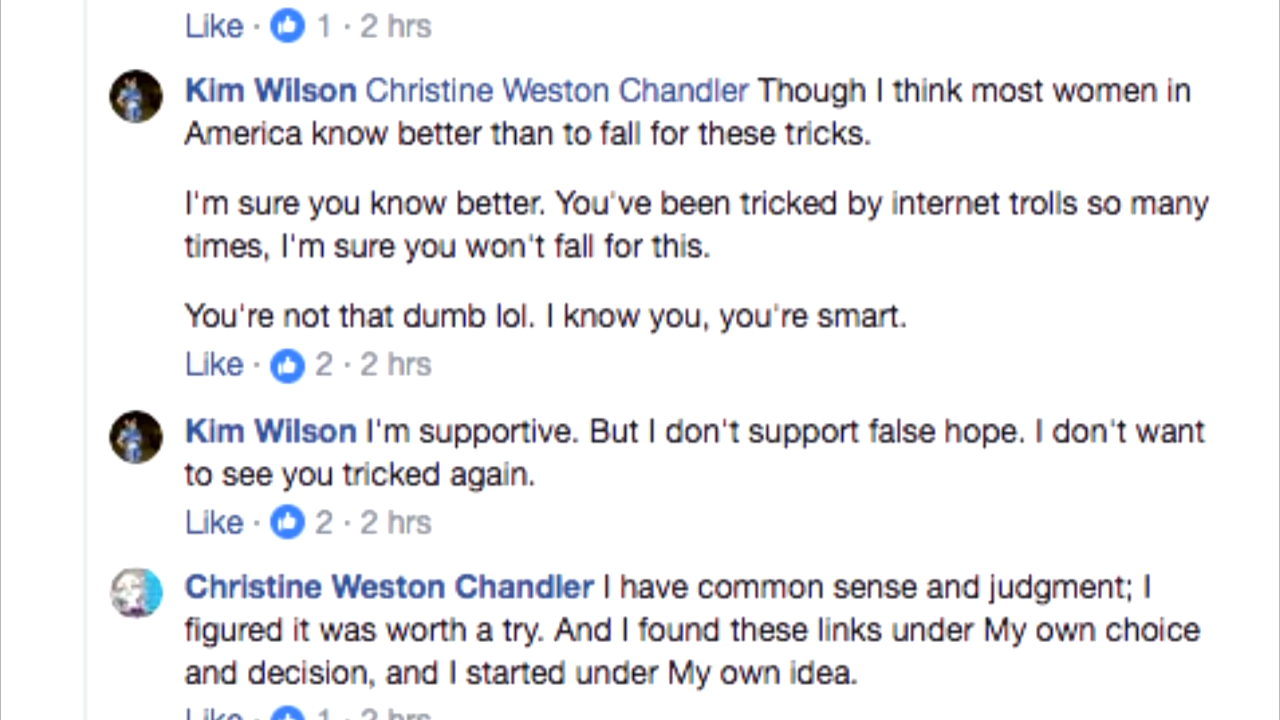 Like · 1 · 2 hrs
Kim Wilson Christine Weston Chandler Though I think most women in
America know better than to fall for these tricks.
I'm sure you know better. You've been tricked by internet trolls so many
times, I'm sure you won't fall for this.
You're not that dumb lol. I know you, you're smart.
Like · 2 · 2 hrs
Kim Wilson I'm supportive. But I don't support false hope. I don't want
to see you tricked again.
Like · 2 · 2 hrs
Christine Weston Chandler I have common sense and judgment; I
figured it was worth a try. And I found these links under My own choice
and decision, and I started under My own idea.
Like · 1 · 2 hrs